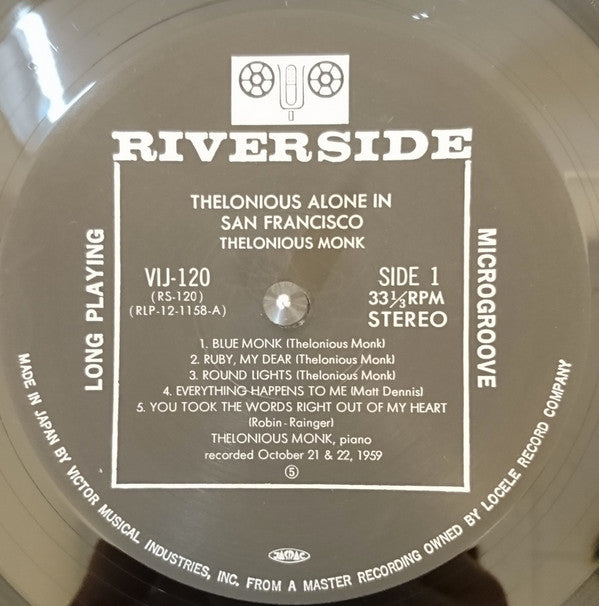 RIVERSIDE
THELONIOUS ALONE IN
SAN FRANCISCO
THELONIOUS MONK
VIJ-120
(RS-120)
(RLP-12-1158-A)
SIDE 1
33⅓RPM
STEREO
LONG PLAYING
MICROGROOVE
1. BLUE MONK (Thelonious Monk)
2. RUBY, MY DEAR (Thelonious Monk)
3. ROUND LIGHTS (Thelonious Monk)
4. EVERYTHING HAPPENS TO ME (Matt Dennis)
5. YOU TOOK THE WORDS RIGHT OUT OF MY HEART
(Robin-Rainger)
THELONIOUS MONK, piano
recorded October 21 & 22, 1959
⑤
JASRAC
MADE IN JAPAN BY VICTOR MUSICAL INDUSTRIES, INC. FROM A MASTER RECORDING OWNED BY LOCELE RECORD COMPANY